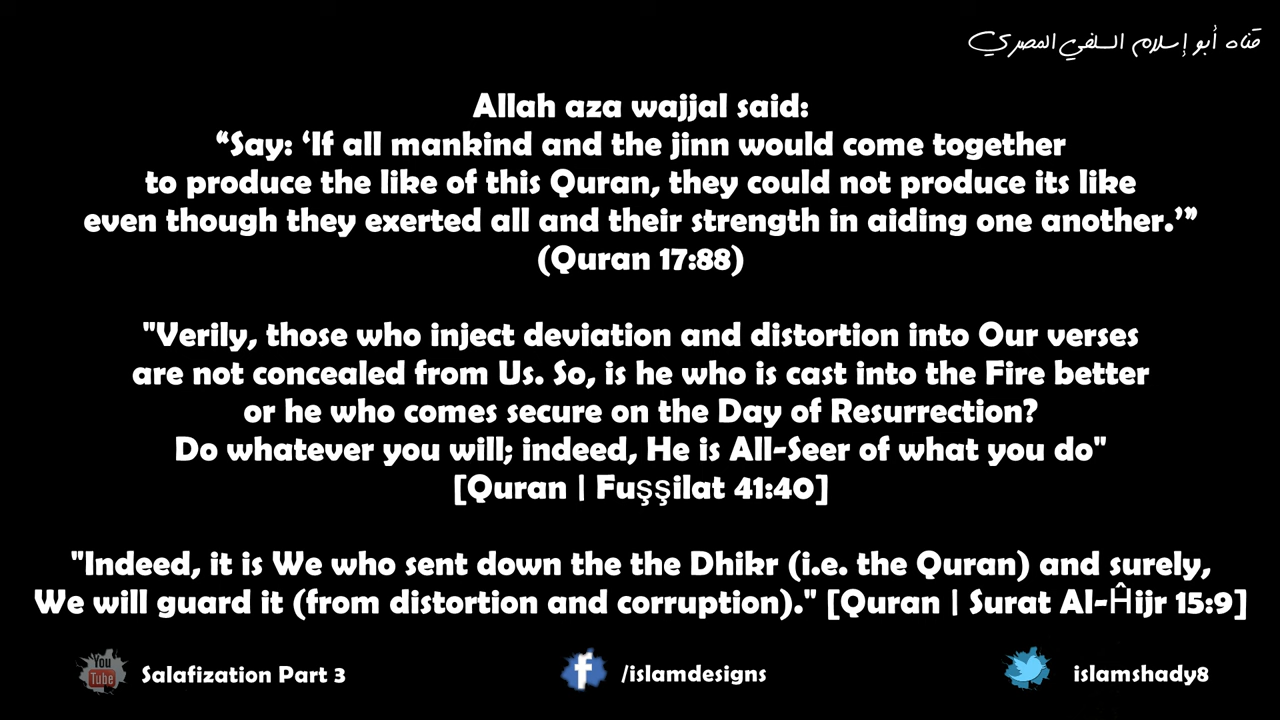 قناه أبو إسلام السلفي المصري
Allah aza wajjal said:
“Say: ‘If all mankind and the jinn would come together
to produce the like of this Quran, they could not produce its like
even though they exerted all and their strength in aiding one another.’”
(Quran 17:88)
"Verily, those who inject deviation and distortion into Our verses
are not concealed from Us. So, is he who is cast into the Fire better
or he who comes secure on the Day of Resurrection?
Do whatever you will; indeed, He is All-Seer of what you do"
[Quran | Fuşşilat 41:40]
"Indeed, it is We who sent down the the Dhikr (i.e. the Quran) and surely,
We will guard it (from distortion and corruption)." [Quran | Surat Al-Ĥijr 15:9]
You Tube Salafization Part 3
f /islamdesigns
islamshady8